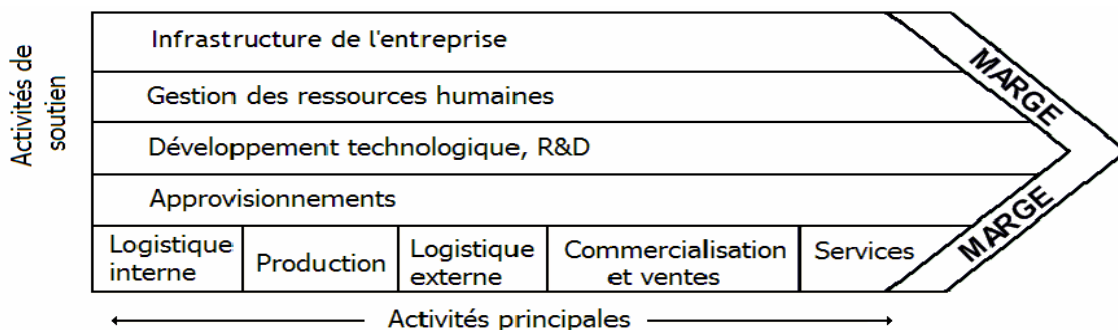 Activités de
soutien
Infrastructure de l'entreprise
Gestion des ressources humaines
Développement technologique, R&D
Approvisionnements
MARGE
MARGE
Logistique
interne
Production
Logistique
externe
Commercialisation
et ventes
Services
Activités principales